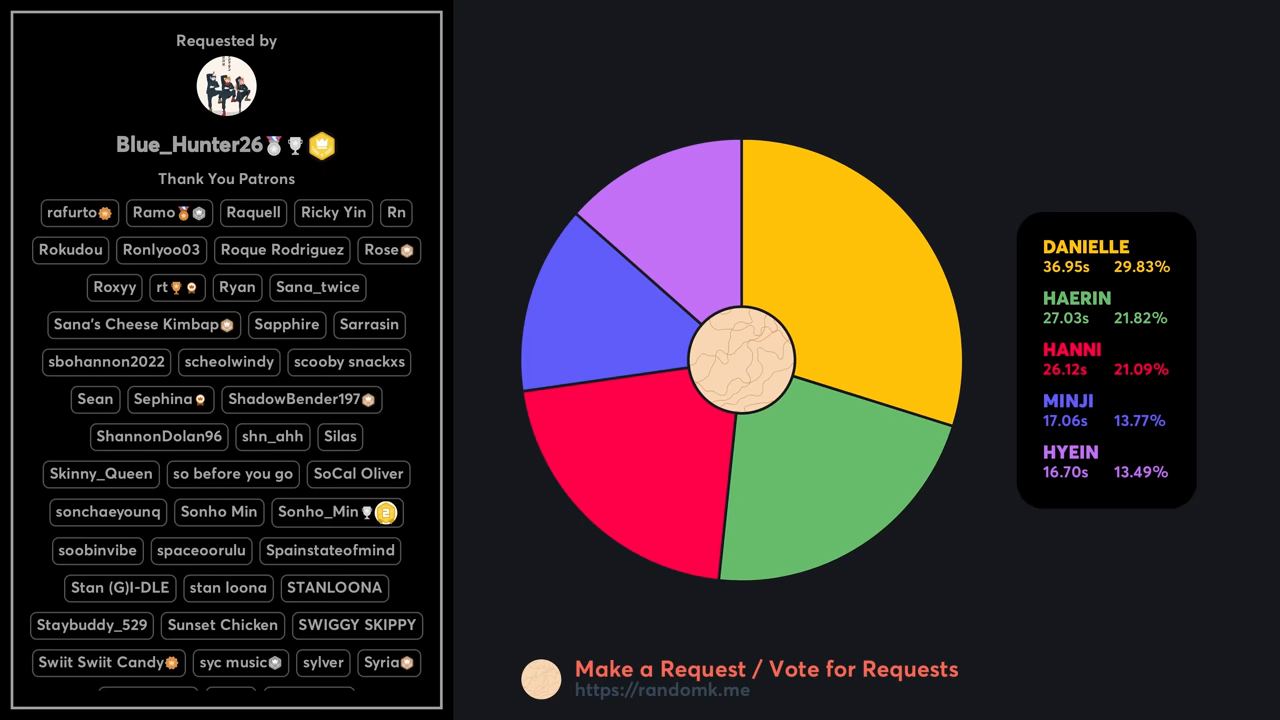 Requested by
Blue_Hunter26
Thank You Patrons
rafurto Ramo Raquell Ricky Yin Rn
Rokudou Ronlyoo03 Roque Rodriguez Rose
Roxyy rt Ryan Sana_twice
Sana's Cheese Kimbap Sapphire Sarrasin
sbohannon2022 scheolwindy scooby snackxs
Sean Sephina ShadowBender197
ShannonDolan96 shn_ahh Silas
Skinny_Queen so before you go SoCal Oliver
sonchaeyounq Sonho Min Sonho_Min 2
soobinvibe spaceoorulu Spainstateofmind
Stan (G)I-DLE stan loona STANLOONA
Staybuddy_529 Sunset Chicken SWIGGY SKIPPY
Swiit Swiit Candy syc music sylver Syria
DANIELLE
36.95s 29.83%
HAERIN
27.03s 21.82%
HANNI
26.12s 21.09%
MINJI
17.06s 13.77%
HYEIN
16.70s 13.49%
Make a Request / Vote for Requests
https://randomk.me